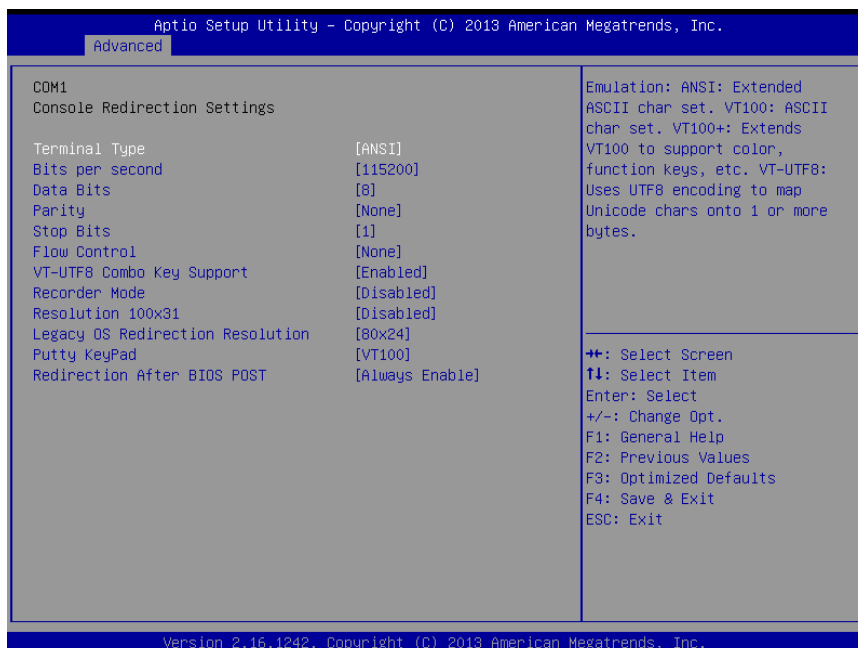 Aptio Setup Utility – Copyright (C) 2013 American Megatrends, Inc.
Advanced
COM1
Console Redirection Settings
Terminal Type [ANSI]
Bits per second [115200]
Data Bits [8]
Parity [None]
Stop Bits [1]
Flow Control [None]
VT-UTF8 Combo Key Support [Enabled]
Recorder Mode [Disabled]
Resolution 100x31 [Disabled]
Legacy OS Redirection Resolution [80x24]
Putty KeyPad [VT100]
Redirection After BIOS POST [Always Enable]
Emulation: ANSI: Extended
ASCII char set. VT100: ASCII
char set. VT100+: Extends
VT100 to support color,
function keys, etc. VT-UTF8:
Uses UTF8 encoding to map
Unicode chars onto 1 or more
bytes.
→←: Select Screen
↑↓: Select Item
Enter: Select
+/-: Change Opt.
F1: General Help
F2: Previous Values
F3: Optimized Defaults
F4: Save & Exit
ESC: Exit
Version 2.16.1242. Copyright (C) 2013 American Megatrends, Inc.